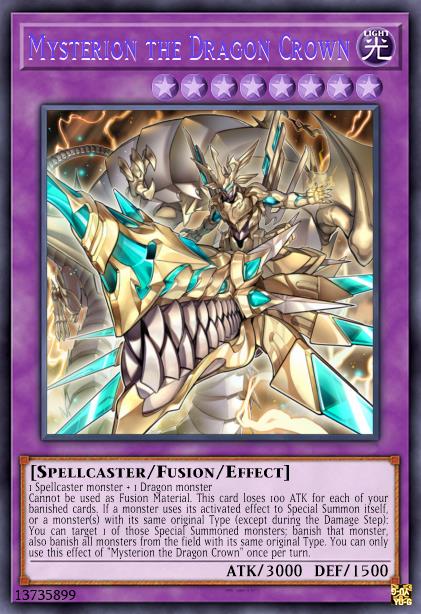 MYSTERION THE DRAGON CROWN
LIGHT
光
[SPELLCASTER/FUSION/EFFECT]
1 Spellcaster monster + 1 Dragon monster
Cannot be used as Fusion Material. This card loses 100 ATK for each of your
banished cards. If a monster uses its activated effect to Special Summon itself,
or a monster(s) with its same original Type (except during the Damage Step):
You can target 1 of those Special Summoned monsters; banish that monster,
also banish all monsters from the field with its same original Type. You can only
use this effect of "Mysterion the Dragon Crown" once per turn.
ATK/3000 DEF/1500
13735899